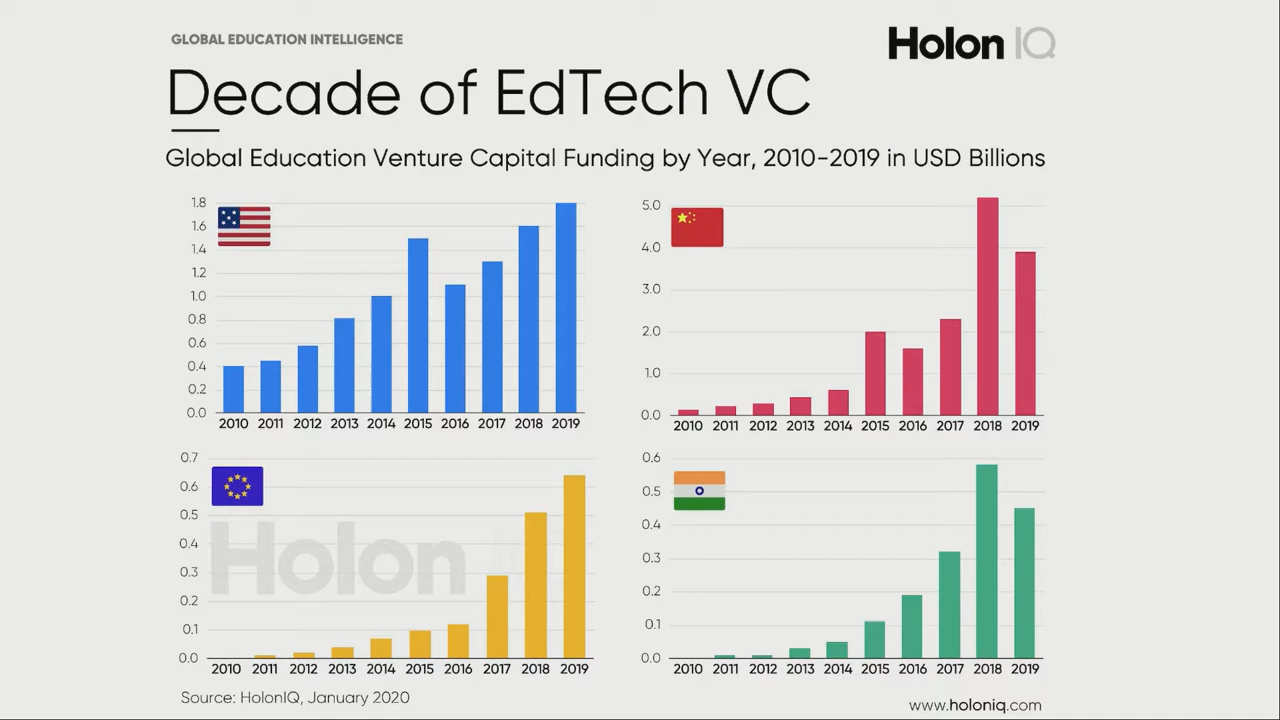 GLOBAL EDUCATION INTELLIGENCE
Holon IQ
Decade of EdTech VC
Global Education Venture Capital Funding by Year, 2010-2019 in USD Billions
1.8
1.6
1.4
1.2
1.0
0.8
0.6
0.4
0.2
0.0
2010 2011 2012 2013 2014 2015 2016 2017 2018 2019
5.0
4.0
3.0
2.0
1.0
0.0
2010 2011 2012 2013 2014 2015 2016 2017 2018 2019
0.7
0.6
0.5
0.4
0.3
0.2
0.1
0.0
Holon
2010 2011 2012 2013 2014 2015 2016 2017 2018 2019
0.6
0.5
0.4
0.3
0.2
0.1
0.0
2010 2011 2012 2013 2014 2015 2016 2017 2018 2019
Source: HolonIQ, January 2020
www.holoniq.com